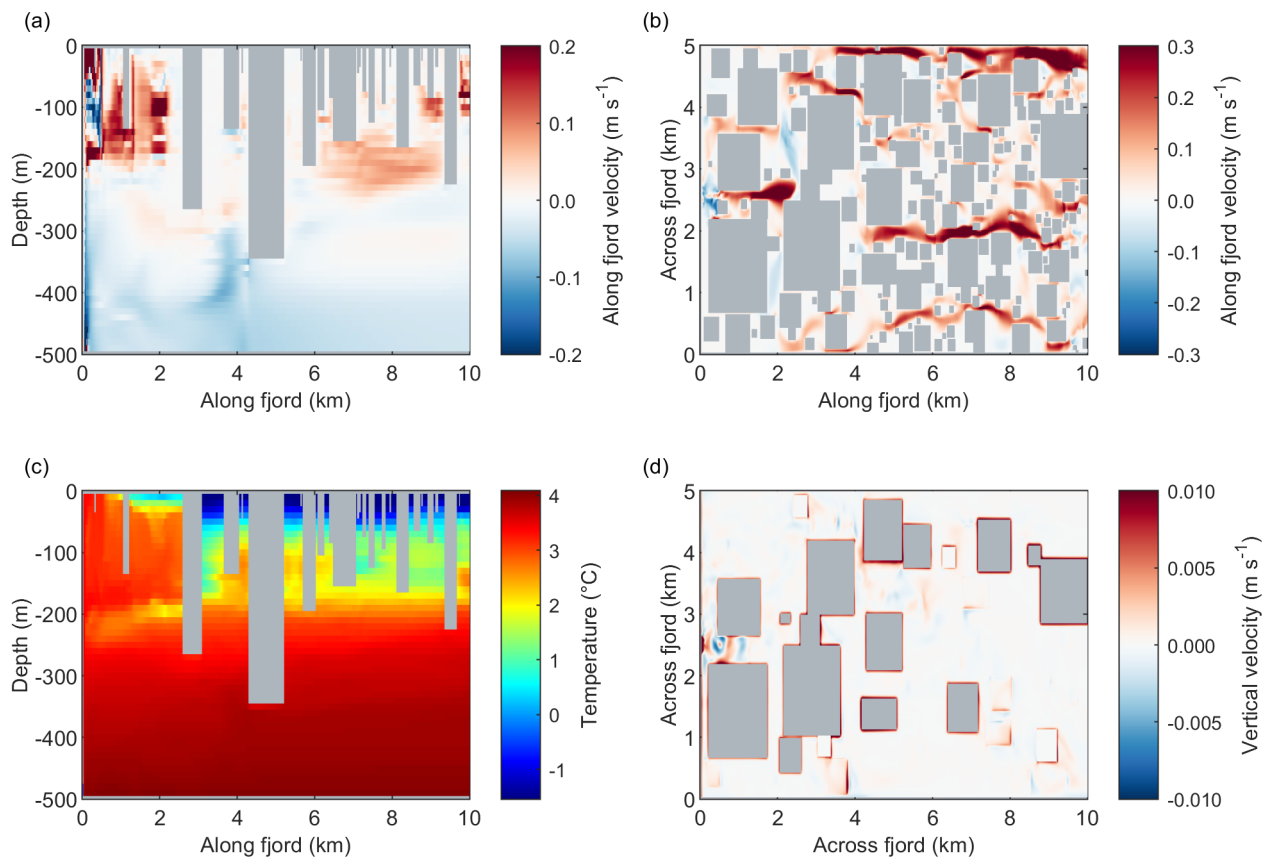 (a)
0
-100
-200
-300
-400
-500
Depth (m)
0 2 4 6 8 10
Along fjord (km)
0.2
0.1
0.0
-0.1
-0.2
Along fjord velocity (m s⁻¹)
(b)
5
4
3
2
1
0
Across fjord (km)
0 2 4 6 8 10
Along fjord (km)
0.3
0.2
0.1
0.0
-0.1
-0.2
-0.3
Along fjord velocity (m s⁻¹)
(c)
0
-100
-200
-300
-400
-500
Depth (m)
0 2 4 6 8 10
Along fjord (km)
4
3
2
1
0
-1
Temperature (°C)
(d)
5
4
3
2
1
0
Across fjord (km)
0 2 4 6 8 10
Across fjord (km)
0.010
0.005
0.000
-0.005
-0.010
Vertical velocity (m s⁻¹)